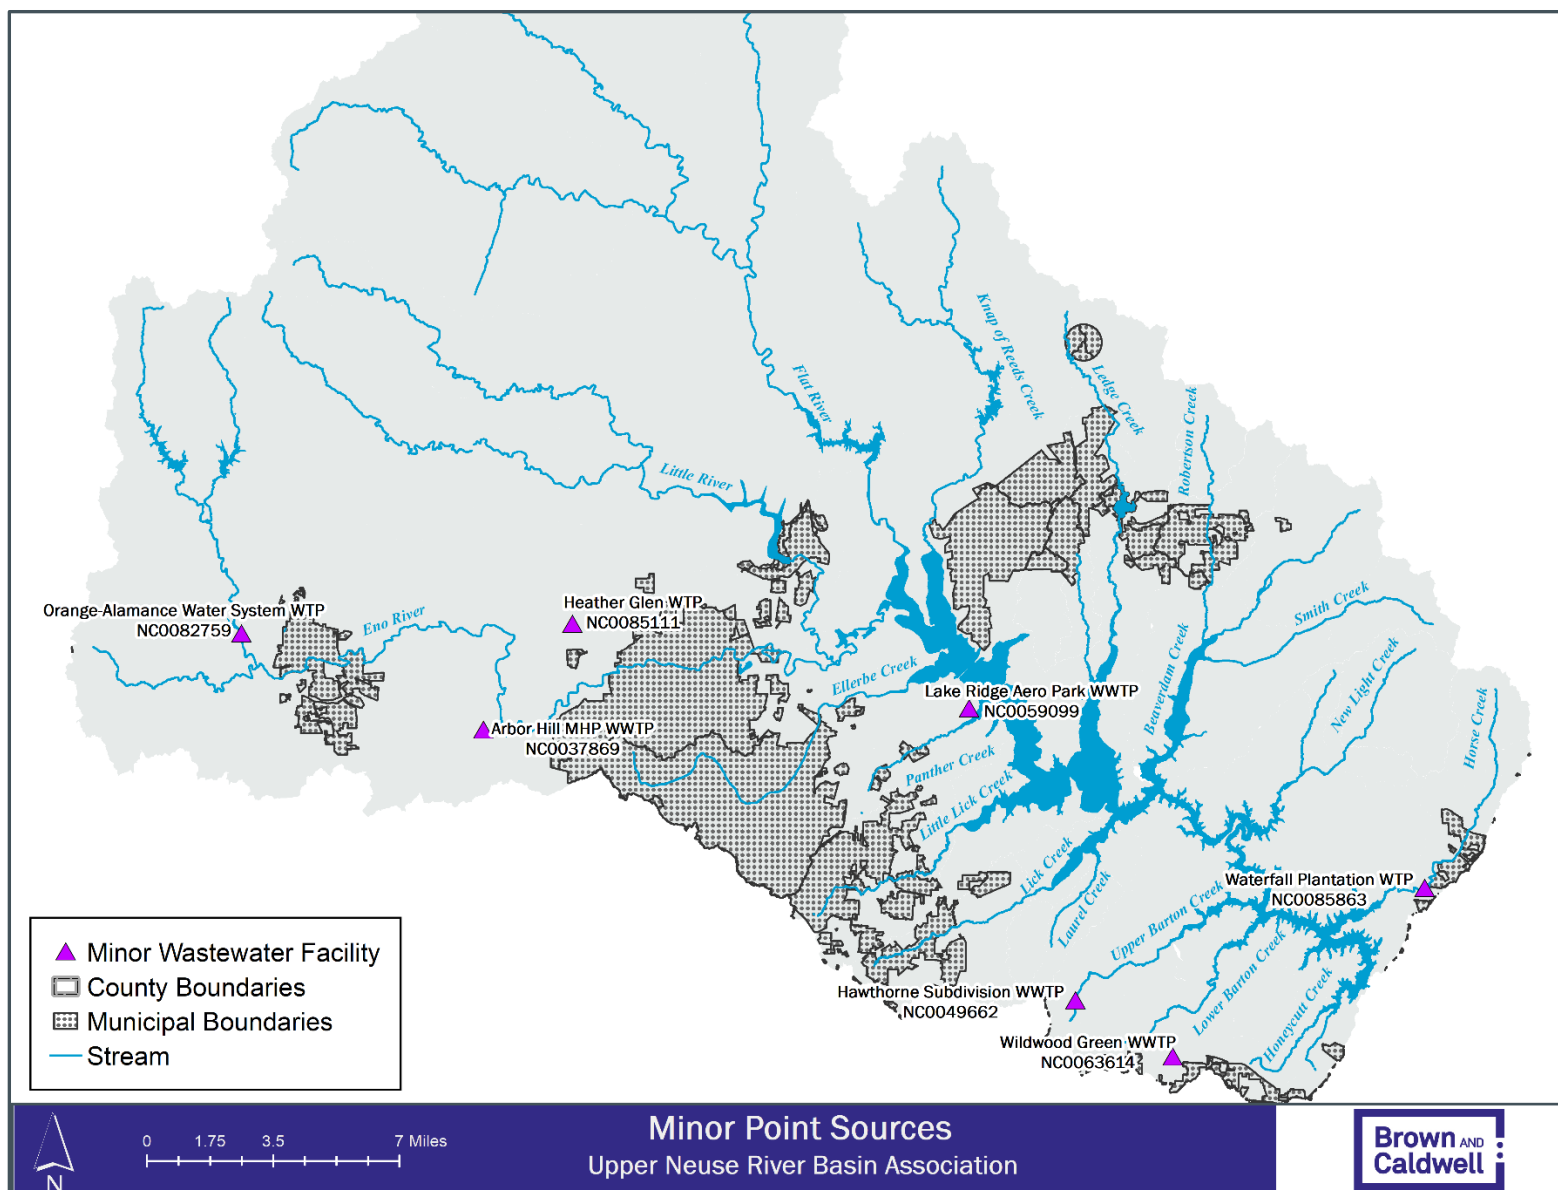 Knap of Reeds Creek
Ledge Creek
Flat River
Robertson Creek
Little River
Orange-Alamance Water System WTP
NC0082759
Eno River
Heather Glen WTP
NC0085111
Smith Creek
Ellerbe Creek
Beaverdam Creek
New Light Creek
Lake Ridge Aero Park WWTP
NC0059099
Horse Creek
Arbor Hill MHP WWTP
NC0037869
Panther Creek
Little Lick Creek
Lick Creek
Laurel Creek
Waterfall Plantation WTP
NC0085863
Upper Barton Creek
Lower Barton Creek
Honeycutt Creek
Hawthorne Subdivision WWTP
NC0049662
Wildwood Green WWTP
NC0063614
Minor Wastewater Facility
County Boundaries
Municipal Boundaries
Stream
N
0 1.75 3.5 7 Miles
Minor Point Sources
Upper Neuse River Basin Association
Brown AND
Caldwell